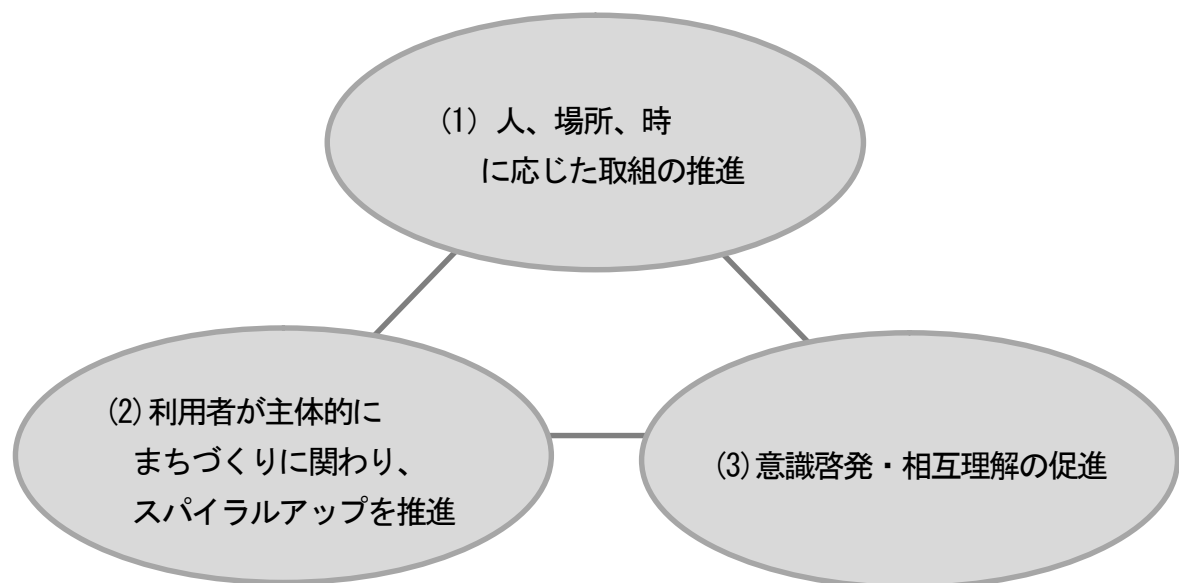 (1) 人、場所、時
に応じた取組の推進
(2)利用者が主体的に
まちづくりに関わり、
スパイラルアップを推進
(3)意識啓発・相互理解の促進